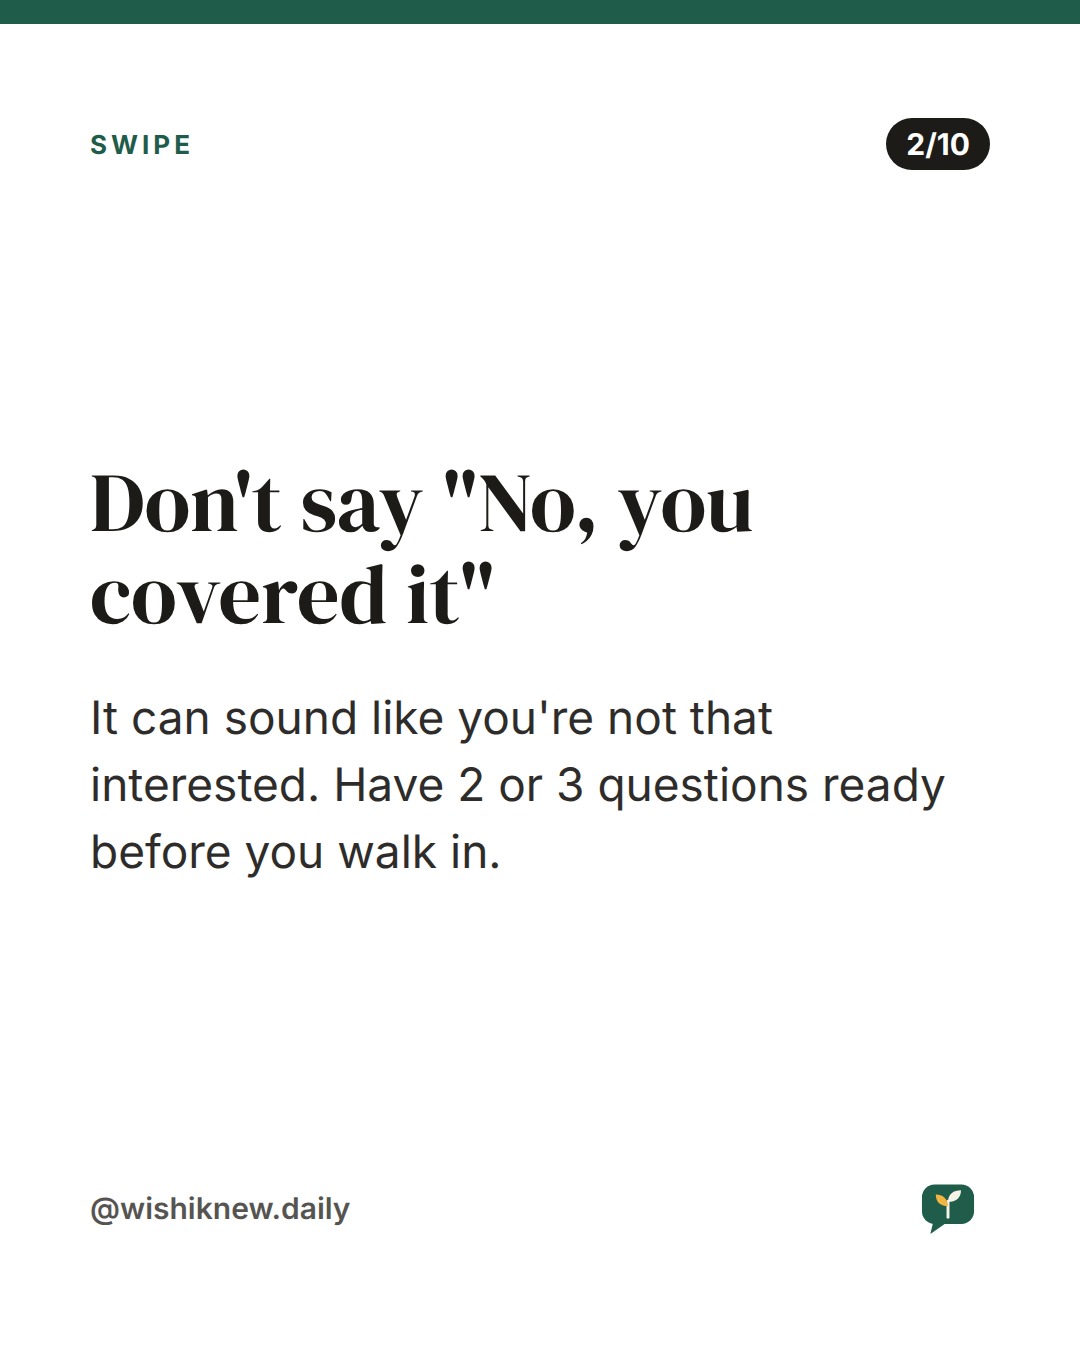 SWIPE
2/10
Don't say "No, you
covered it"
It can sound like you're not that
interested. Have 2 or 3 questions ready
before you walk in.
@wishiknew.daily